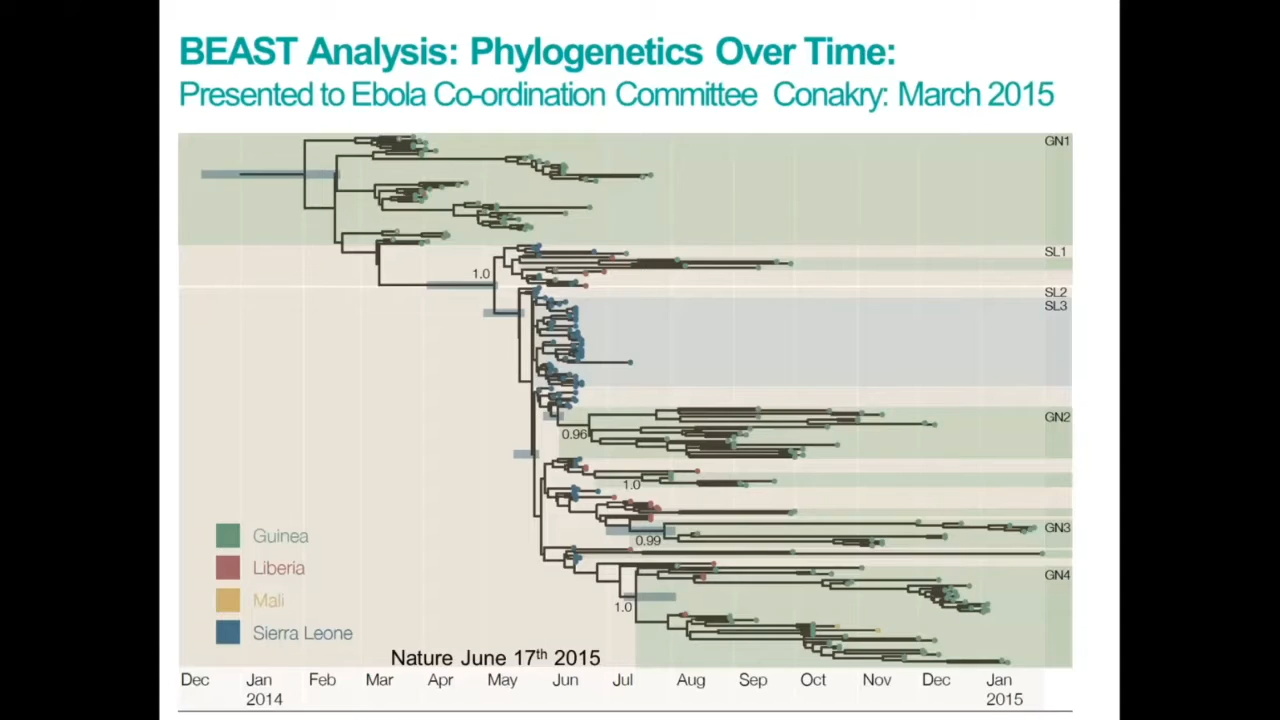 BEAST Analysis: Phylogenetics Over Time:
Presented to Ebola Co-ordination Committee Conakry: March 2015
GN1
SL1
1.0
SL2
SL3
GN2
0.96
1.0
GN3
0.99
GN4
1.0
Guinea
Liberia
Mali
Sierra Leone
Nature June 17th 2015
Dec Jan Feb Mar Apr May Jun Jul Aug Sep Oct Nov Dec Jan
2014 2015